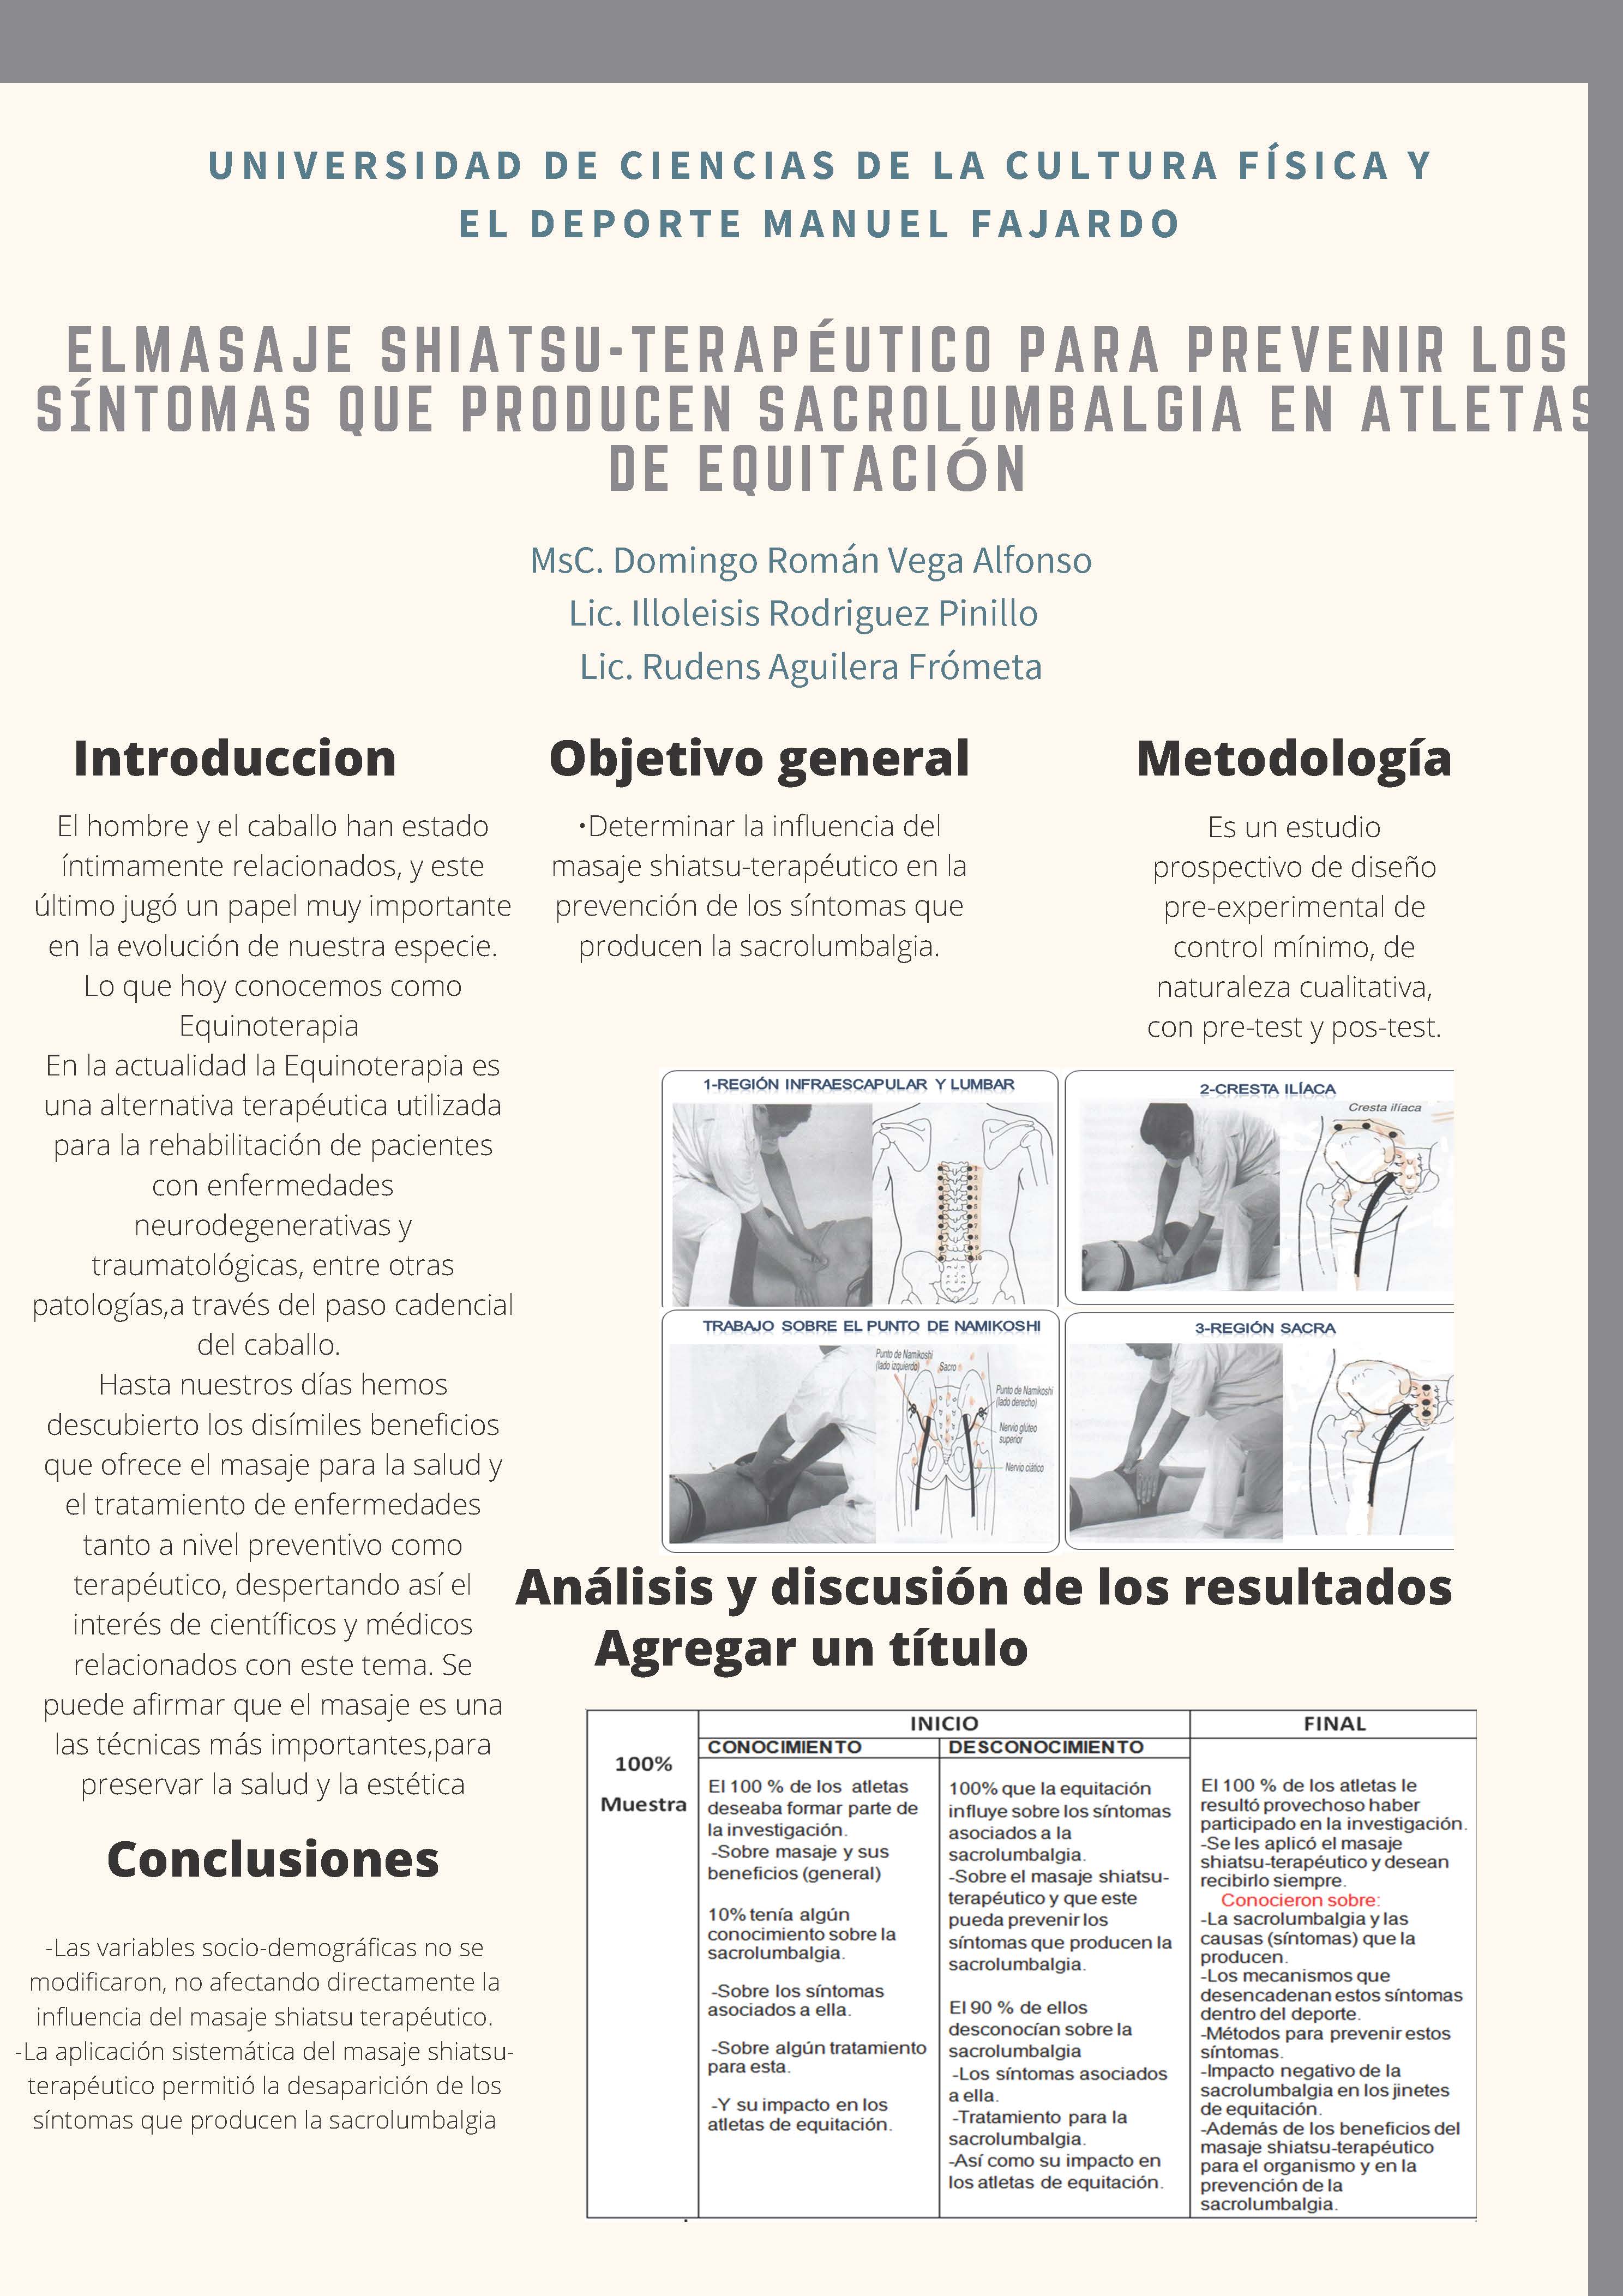 UNIVERSIDAD DE CIENCIAS DE LA CULTURA FÍSICA Y
EL DEPORTE MANUEL FAJARDO
ELMASAJE SHIATSU-TERAPÉUTICO PARA PREVENIR LOS
SÍNTOMAS QUE PRODUCEN SACROLUMBALGIA EN ATLETAS
DE EQUITACIÓN
MsC. Domingo Román Vega Alfonso
Lic. Illoleisis Rodriguez Pinillo
Lic. Rudens Aguilera Frómeta
Introduccion
El hombre y el caballo han estado
íntimamente relacionados, y este
último jugó un papel muy importante
en la evolución de nuestra especie.
Lo que hoy conocemos como
Equinoterapia
En la actualidad la Equinoterapia es
una alternativa terapéutica utilizada
para la rehabilitación de pacientes
con enfermedades
neurodegenerativas y
traumatológicas, entre otras
patologías,a través del paso cadencial
del caballo.
Hasta nuestros días hemos
descubierto los disímiles beneficios
que ofrece el masaje para la salud y
el tratamiento de enfermedades
tanto a nivel preventivo como
terapéutico, despertando así el
interés de científicos y médicos
relacionados con este tema. Se
puede afirmar que el masaje es una
las técnicas más importantes,para
preservar la salud y la estética
Conclusiones
-Las variables socio-demográficas no se
modificaron, no afectando directamente la
influencia del masaje shiatsu terapéutico.
-La aplicación sistemática del masaje shiatsu-
terapéutico permitió la desaparición de los
síntomas que producen la sacrolumbalgia
Objetivo general
•Determinar la influencia del
masaje shiatsu-terapéutico en la
prevención de los síntomas que
producen la sacrolumbalgia.
Metodología
Es un estudio
prospectivo de diseño
pre-experimental de
control mínimo, de
naturaleza cualitativa,
con pre-test y pos-test.
1-REGIÓN INFRAESCAPULAR Y LUMBAR
2-CRESTA ILÍACA
Cresta ilíaca
TRABAJO SOBRE EL PUNTO DE NAMIKOSHI
Punto de Namikoshi
(lado izquierdo)
Sacro
Punto de Namikoshi
(lado derecho)
Nervio glúteo
superior
Nervio ciático
3-REGIÓN SACRA
Análisis y discusión de los resultados
Agregar un título
100%
Muestra
INICIO
FINAL
CONOCIMIENTO
El 100 % de los atletas
deseaba formar parte de
la investigación.
-Sobre masaje y sus
beneficios (general)
10% tenía algún
conocimiento sobre la
sacrolumbalgia.
-Sobre los síntomas
asociados a ella.
-Sobre algún tratamiento
para esta.
-Y su impacto en los
atletas de equitación.
DESCONOCIMIENTO
100% que la equitación
influye sobre los síntomas
asociados a la
sacrolumbalgia.
-Sobre el masaje shiatsu-
terapéutico y que este
pueda prevenir los
síntomas que producen la
sacrolumbalgia.
El 90 % de ellos
desconocían sobre la
sacrolumbalgia
-Los síntomas asociados
a ella.
-Tratamiento para la
sacrolumbalgia.
-Así como su impacto en
los atletas de equitación.
El 100 % de los atletas le
resultó provechoso haber
participado en la investigación.
-Se les aplicó el masaje
shiatsu-terapéutico y desean
recibirlo siempre.
Conocieron sobre:
-La sacrolumbalgia y las
causas (síntomas) que la
producen.
-Los mecanismos que
desencadenan estos síntomas
dentro del deporte.
-Métodos para prevenir estos
síntomas.
-Impacto negativo de la
sacrolumbalgia en los jinetes
de equitación.
-Además de los beneficios del
masaje shiatsu-terapéutico
para el organismo y en la
prevención de la
sacrolumbalgia.